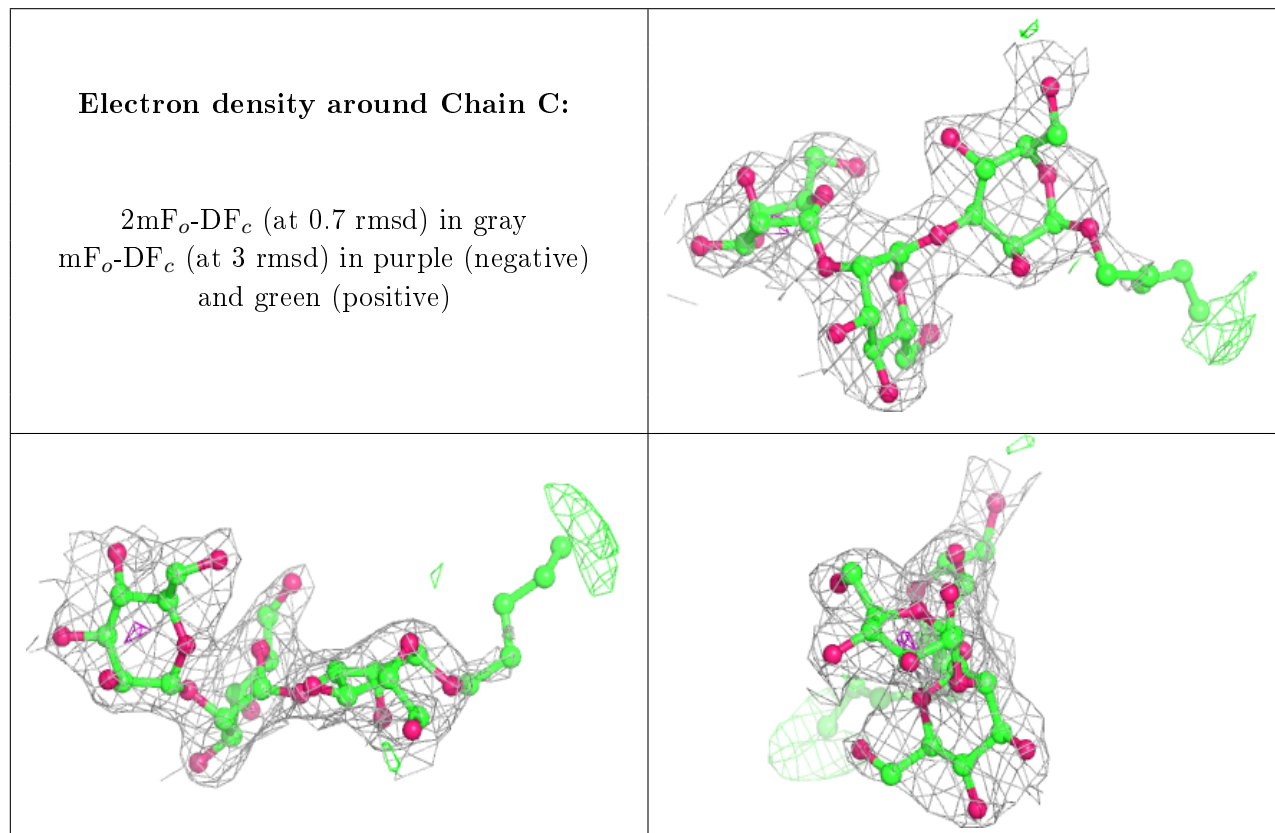 Electron density around Chain C:
2mFo-DFc (at 0.7 rmsd) in gray
mFo-DFc (at 3 rmsd) in purple (negative)
and green (positive)